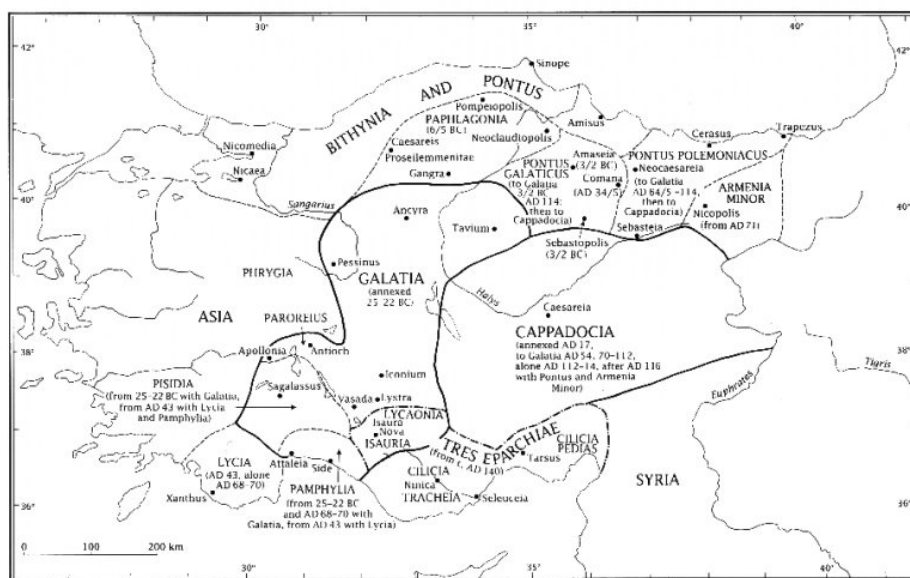 30°
35°
40°
42°
42°
Sinope
BITHYNIA AND PONTUS
Pompeiopolis
PAPHLAGONIA
(6/5 BC)
Amisus
Neoclaudiopolis
Cerasus
Trapezus
Nicomedia
Caesareis
Proseilemmenitae
PONTUS
GALATICUS
(to Galatia
3/2 BC
AD 114;
then to
Cappadocia)
Amaseia
(3/2 BC)
Comana
(AD 34/5)
PONTUS POLEMONIACUS
Neocaesareia
(to Galatia
AD 64/5–114,
then to
Cappadocia)
ARMENIA
MINOR
Nicaea
Gangra
40°
40°
Sangarius
Ancyra
Tavium
Nicopolis
(from AD 71)
Sebasteia
Sebastopolis
(3/2 BC)
Pessinus
PHRYGIA
GALATIA
(annexed
25–22 BC)
Halys
Caesareia
ASIA
PAROREIUS
CAPPADOCIA
(annexed AD 17,
to Galatia AD 54, 70–112,
alone AD 112–14, after AD 116
with Pontus and Armenia
Minor)
38°
38°
Apollonia
Antioch
Tigris
Euphrates
PISIDIA
(from 25–22 BC with Galatia,
from AD 43 with Lycia
and Pamphylia)
Iconium
Sagalassus
Vasada
Lystra
LYCAONIA
Isaura
Nova
ISAURIA
TRES EPARCHIAE
(from c. AD 140)
CILICIA
PEDIAS
Tarsus
LYCIA
(AD 43, alone
AD 68–70)
Attaleia
Side
CILICIA
Ninica
TRACHEIA
Seleuceia
SYRIA
Xanthus
PAMPHYLIA
(from 25–22 BC
and AD 68–70 with
Galatia, from AD 43 with Lycia)
36°
36°
0 100 200 km
30°
35°